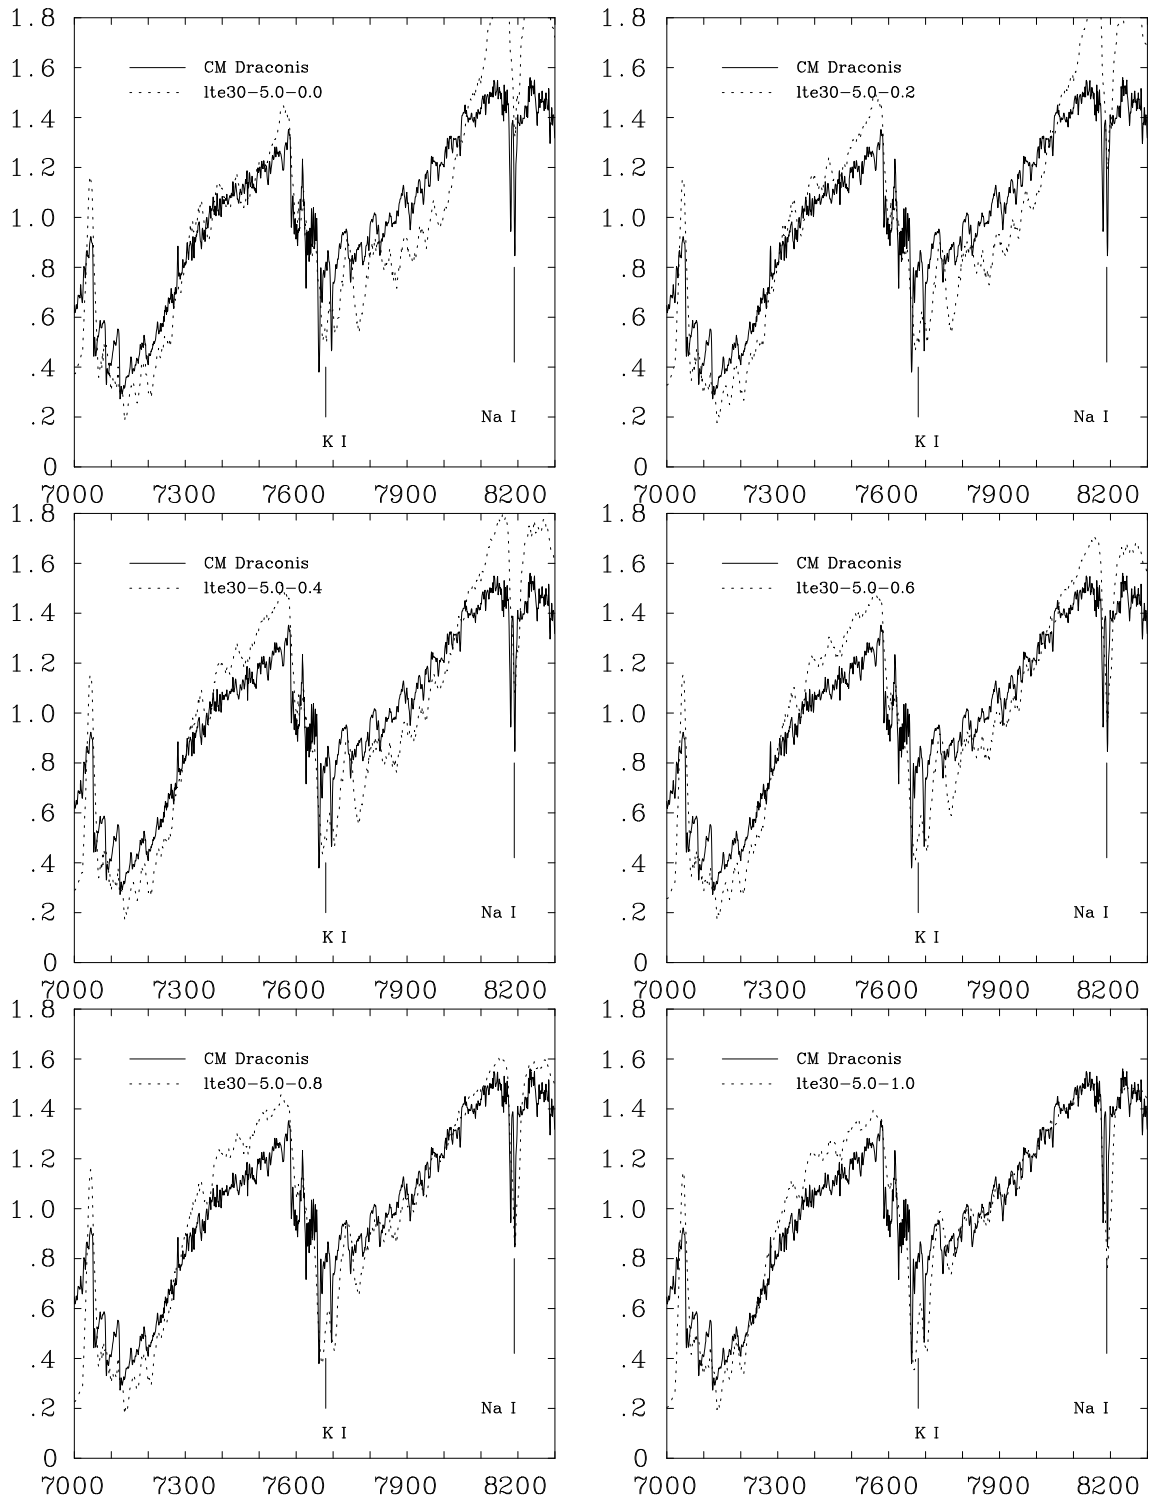 1.8 1.8
CM Draconis CM Draconis
1.6 1.6
lte30-5.0-0.0 lte30-5.0-0.2
1.4 1.4
1.2 1.2
1.0 1.0
.8 .8
.6 .6
.4 .4
.2 Na I .2 Na I
K I K I
0 0
7000 7300 7600 7900 8200 7000 7300 7600 7900 8200
1.8 1.8
CM Draconis CM Draconis
1.6 1.6
lte30-5.0-0.4 lte30-5.0-0.6
1.4 1.4
1.2 1.2
1.0 1.0
.8 .8
.6 .6
.4 .4
.2 Na I .2 Na I
K I K I
0 0
7000 7300 7600 7900 8200 7000 7300 7600 7900 8200
1.8 1.8
CM Draconis CM Draconis
1.6 1.6
lte30-5.0-0.8 lte30-5.0-1.0
1.4 1.4
1.2 1.2
1.0 1.0
.8 .8
.6 .6
.4 .4
.2 Na I .2 Na I
K I K I
0 0
7000 7300 7600 7900 8200 7000 7300 7600 7900 8200